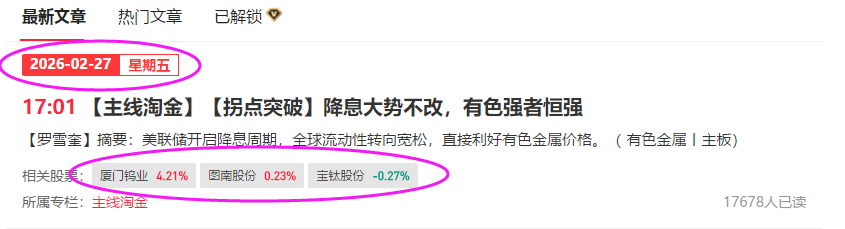 最新文章 热门文章 已解锁
2026-02-27 星期五
17:01 【主线淘金】【拐点突破】降息大势不改，有色强者恒强
【罗雪奎】摘要：美联储开启降息周期，全球流动性转向宽松，直接利好有色金属价格。（有色金属丨主板）
相关股票： 厦门钨业 4.21% 图南股份 0.23% 宝钛股份 -0.27%
所属专栏：主线淘金 17678人已读